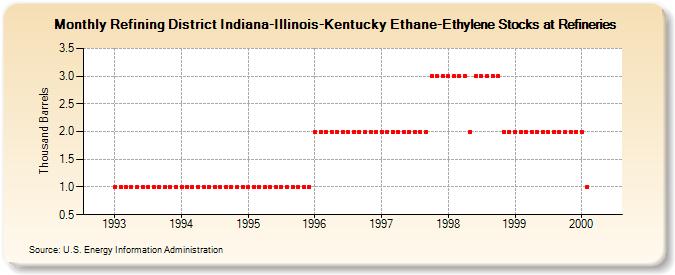 Monthly Refining District Indiana-Illinois-Kentucky Ethane-Ethylene Stocks at Refineries
Thousand Barrels
3.5
3.0
2.5
2.0
1.5
1.0
0.5
1993 1994 1995 1996 1997 1998 1999 2000
Source: U.S. Energy Information Administration